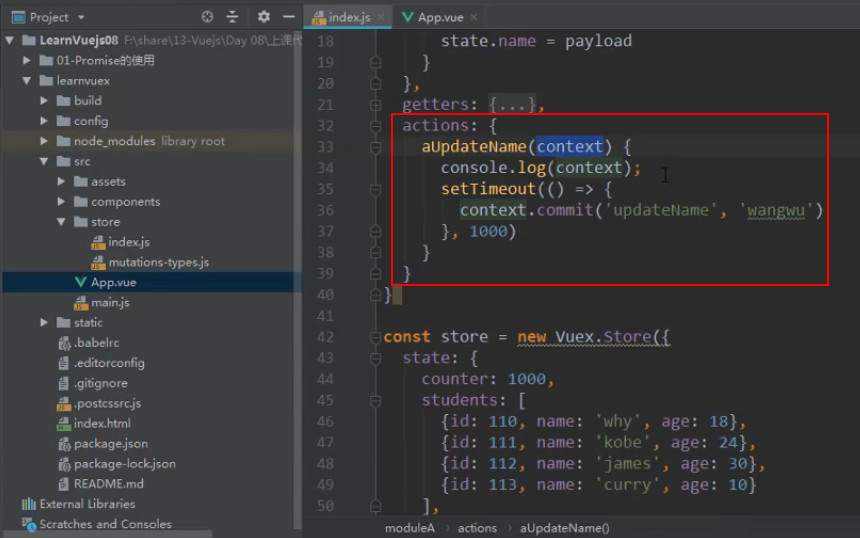 Project
LearnVuejs08 F:\share\13-Vuejs\Day 08\上课代
01-Promise的使用
learnvuex
build
config
node_modules library root
src
assets
components
store
index.js
mutations-types.js
App.vue
main.js
static
.babelrc
.editorconfig
.gitignore
.postcssrc.js
index.html
package.json
package-lock.json
README.md
External Libraries
Scratches and Consoles
index.js App.vue
18 state.name = payload
19 }
20 },
21 getters: {...},
32 actions: {
33 aUpdateName(context) {
34 console.log(context);
35 setTimeout(() => {
36 context.commit('updateName', 'wangwu')
37 }, 1000)
38 }
39 }
40 }
41
42 const store = new Vuex.Store({
43 state: {
44 counter: 1000,
45 students: [
46 {id: 110, name: 'why', age: 18},
47 {id: 111, name: 'kobe', age: 24},
48 {id: 112, name: 'james', age: 30},
49 {id: 113, name: 'curry', age: 10}
50 ],
moduleA › actions › aUpdateName()